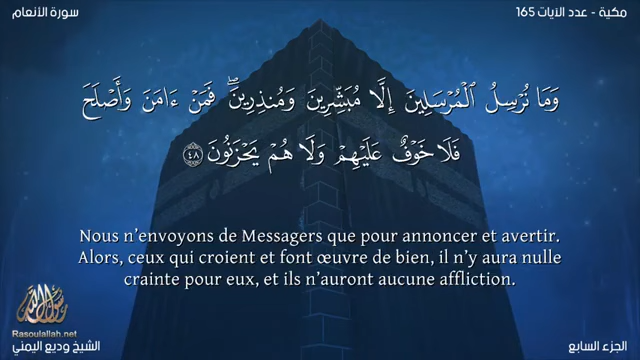 سورة الأنعام
مكية - عدد الآيات 165
وَمَا نُرْسِلُ ٱلْمُرْسَلِينَ إِلَّا مُبَشِّرِينَ وَمُنذِرِينَ ۖ فَمَنْ ءَامَنَ وَأَصْلَحَ
فَلَا خَوْفٌ عَلَيْهِمْ وَلَا هُمْ يَحْزَنُونَ ٤٨
Nous n’envoyons de Messagers que pour annoncer et avertir.
Alors, ceux qui croient et font œuvre de bien, il n’y aura nulle
crainte pour eux, et ils n’auront aucune affliction.
رسول الله
Rasoulallah.net
الشيخ وديع اليمني
الجزء السابع